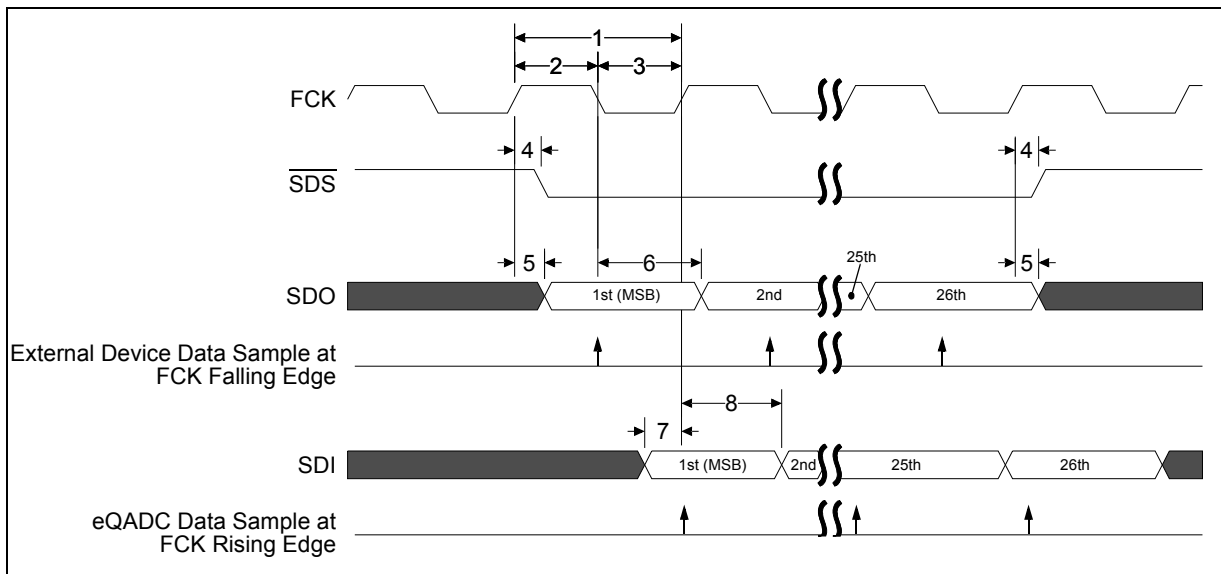 1
2
3
FCK
4
4
SDS
5
6
25th
5
SDO
1st (MSB)
2nd
26th
External Device Data Sample at
FCK Falling Edge
8
7
SDI
1st (MSB)
2nd
25th
26th
eQADC Data Sample at
FCK Rising Edge